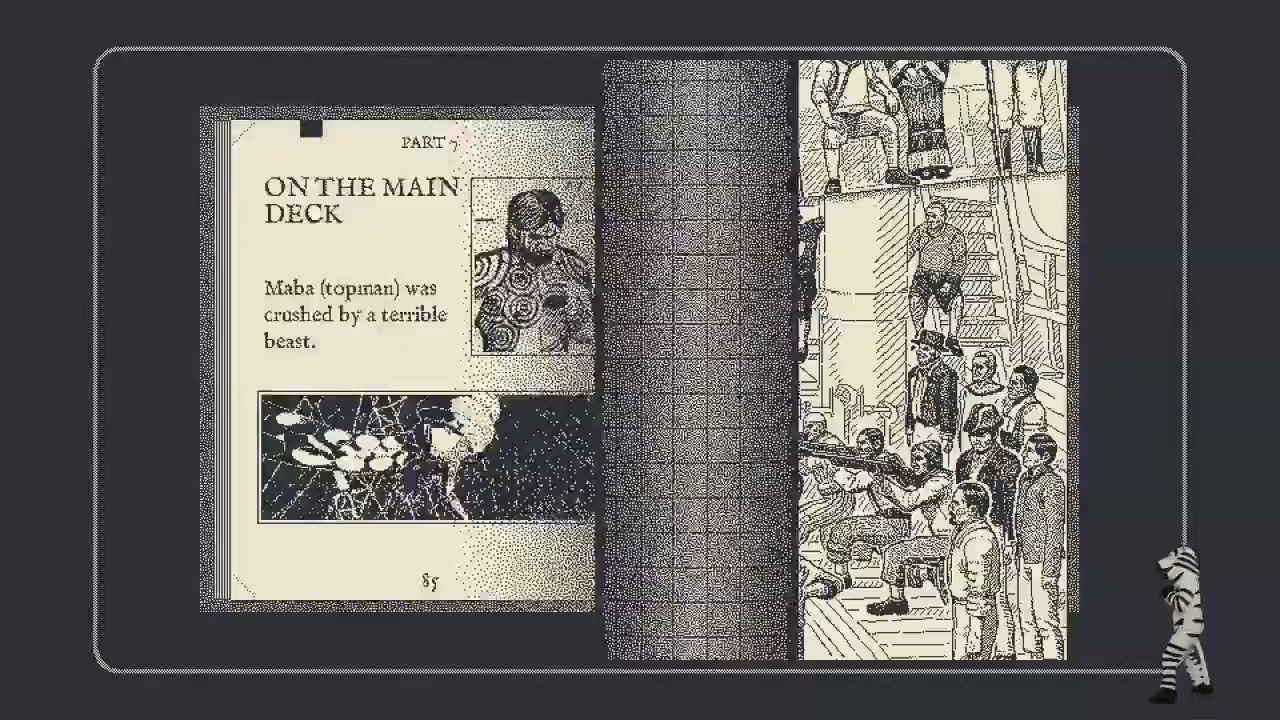 PART 7
ON THE MAIN
DECK
Maba (topman) was
crushed by a terrible
beast.
85